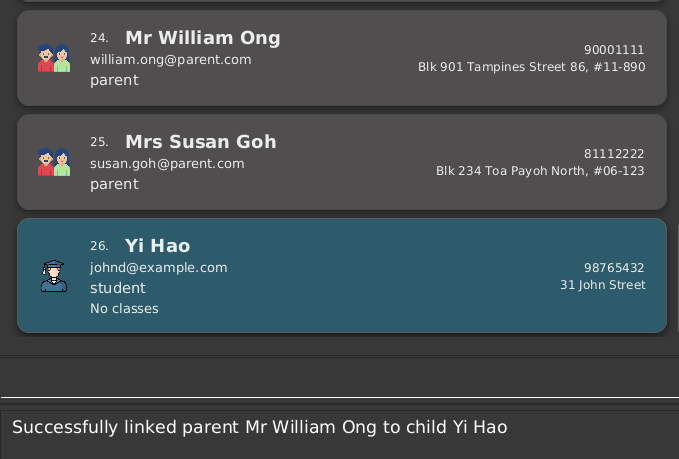 24. Mr William Ong
william.ong@parent.com
parent
90001111
Blk 901 Tampines Street 86, #11-890
25. Mrs Susan Goh
susan.goh@parent.com
parent
81112222
Blk 234 Toa Payoh North, #06-123
26. Yi Hao
johnd@example.com
student
No classes
98765432
31 John Street
Successfully linked parent Mr William Ong to child Yi Hao